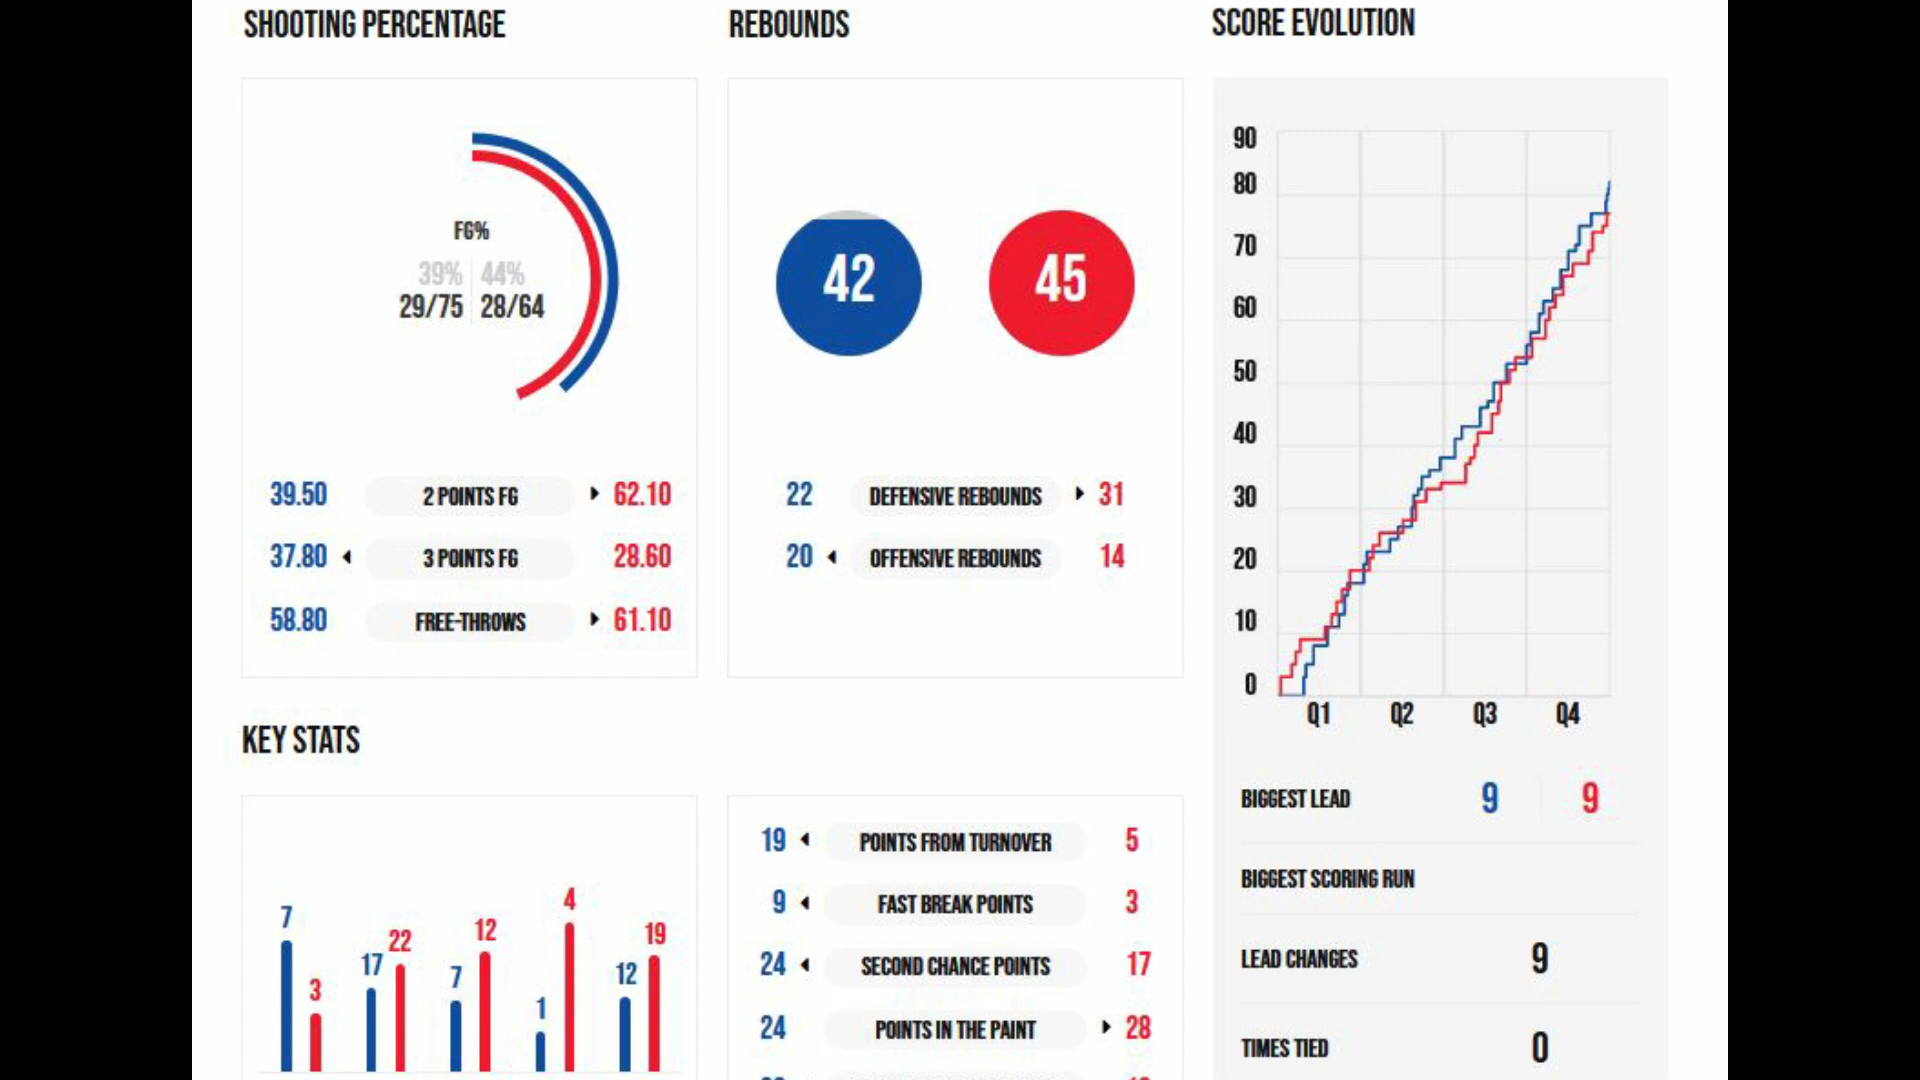 SHOOTING PERCENTAGE
FG%
39% 44%
29/75 28/64
39.50 2 POINTS FG 62.10
37.80 3 POINTS FG 28.60
58.80 FREE-THROWS 61.10
REBOUNDS
42 45
22 DEFENSIVE REBOUNDS 31
20 OFFENSIVE REBOUNDS 14
SCORE EVOLUTION
90
80
70
60
50
40
30
20
10
0
Q1 Q2 Q3 Q4
BIGGEST LEAD 9 9
BIGGEST SCORING RUN
LEAD CHANGES 9
TIMES TIED 0
KEY STATS
7 3 17 22 7 12 1 4 12 19
19 POINTS FROM TURNOVER 5
9 FAST BREAK POINTS 3
24 SECOND CHANCE POINTS 17
24 POINTS IN THE PAINT 28